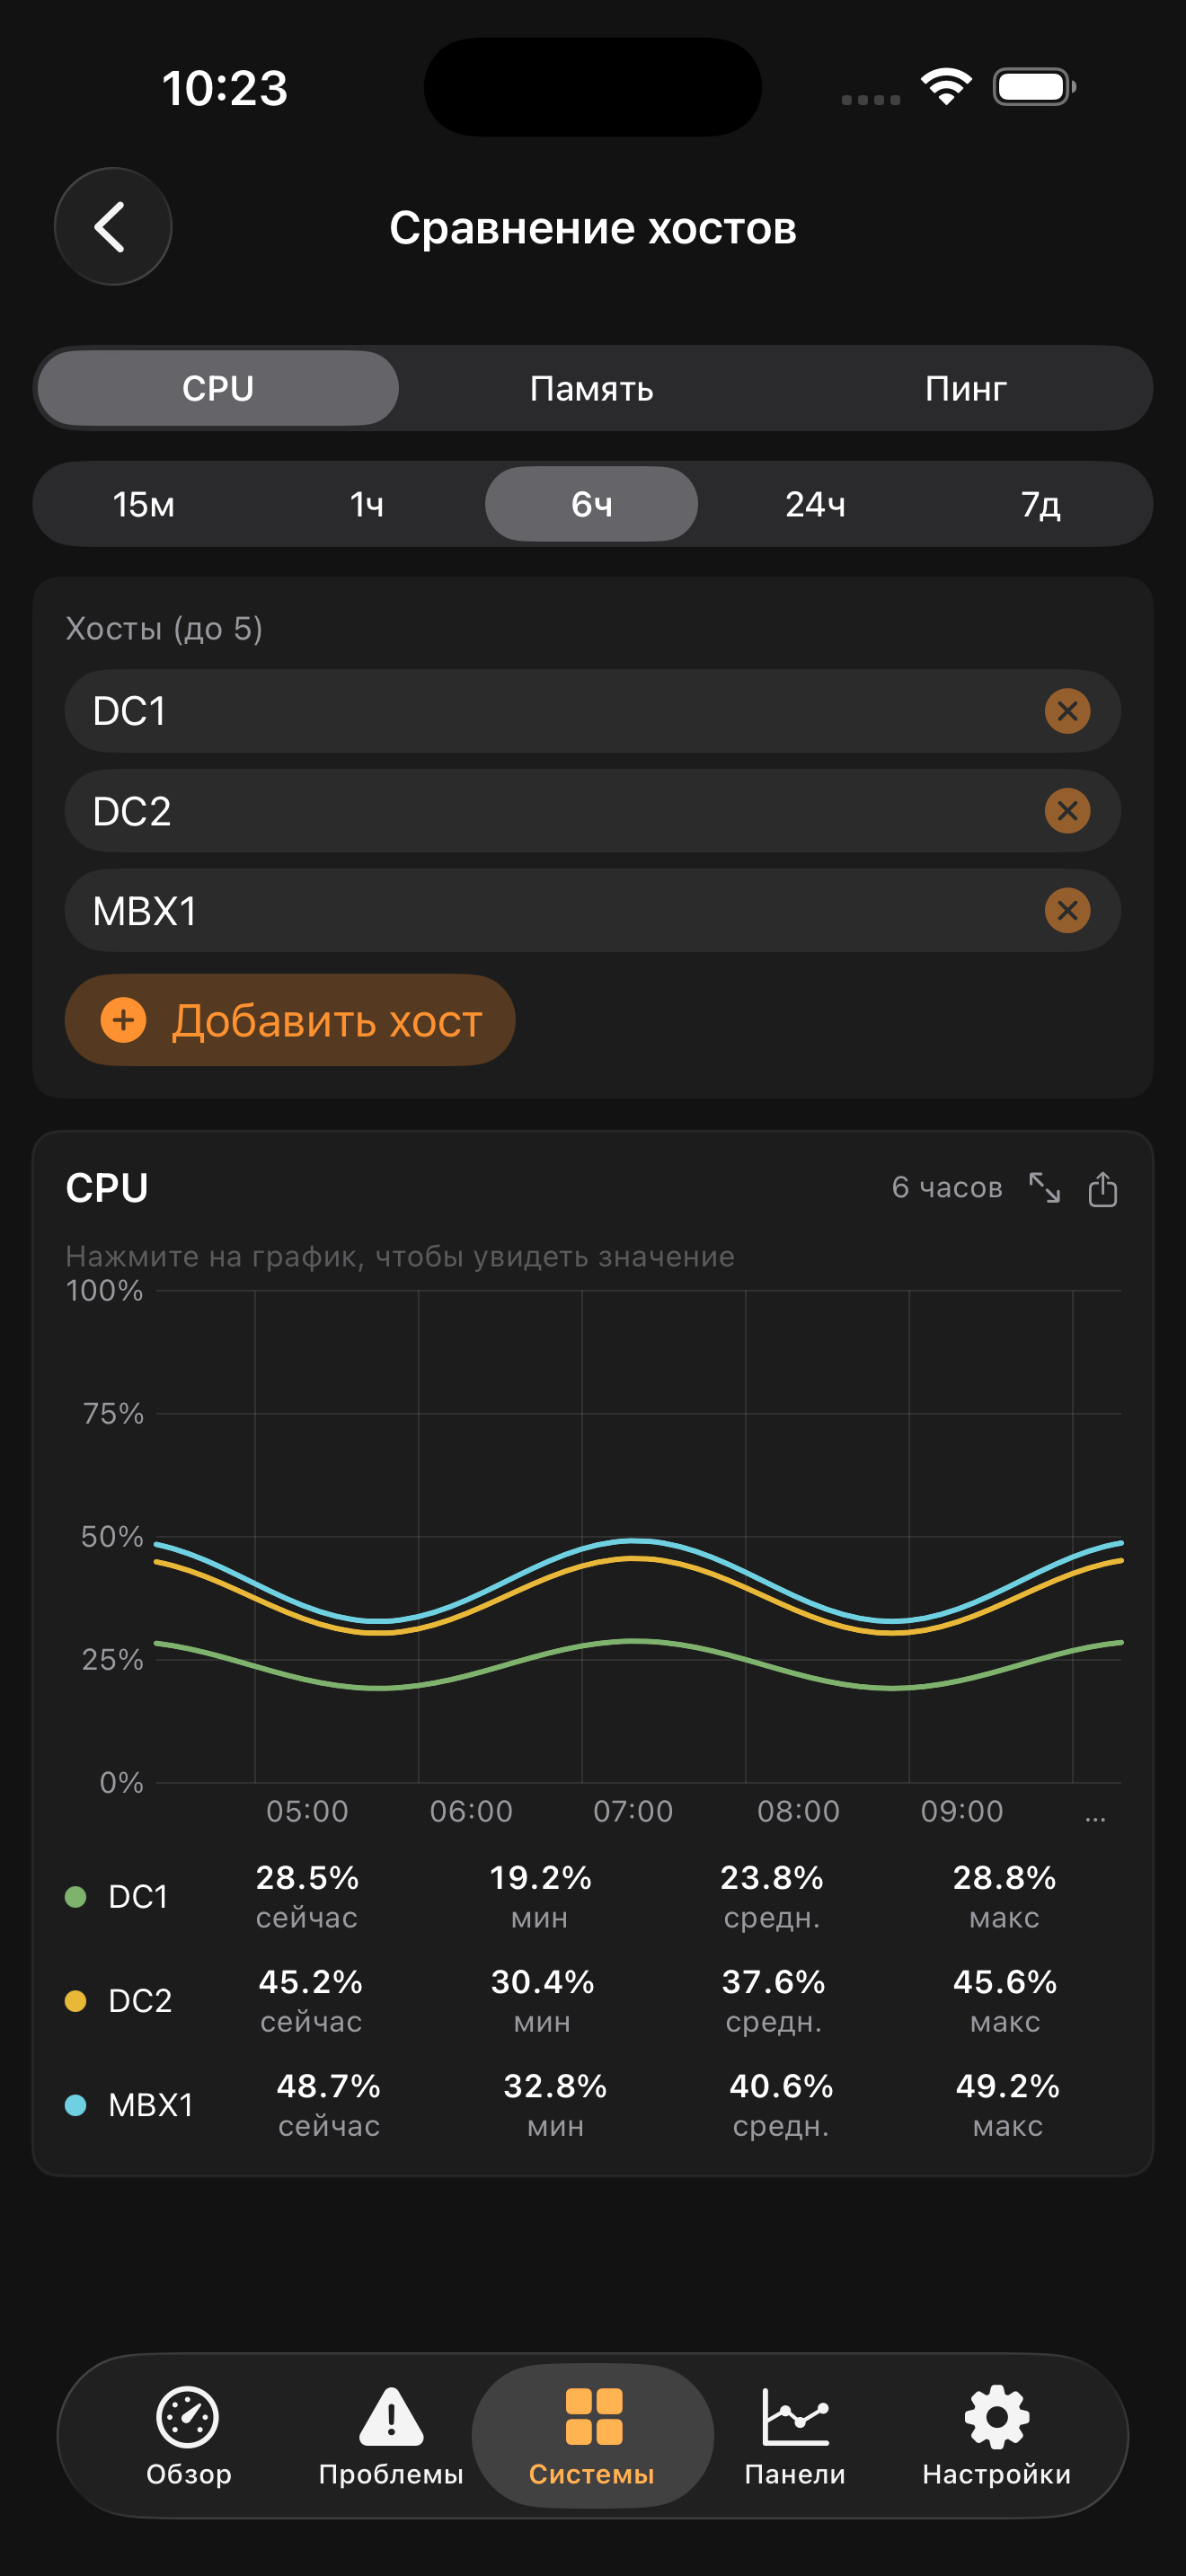 10:23
Сравнение хостов
CPU Память Пинг
15м 1ч 6ч 24ч 7д
Хосты (до 5)
DC1
DC2
MBX1
Добавить хост
CPU 6 часов
Нажмите на график, чтобы увидеть значение
100%
75%
50%
25%
0%
05:00 06:00 07:00 08:00 09:00 ...
DC1 28.5% 19.2% 23.8% 28.8%
сейчас мин средн. макс
DC2 45.2% 30.4% 37.6% 45.6%
сейчас мин средн. макс
MBX1 48.7% 32.8% 40.6% 49.2%
сейчас мин средн. макс
Обзор Проблемы Системы Панели Настройки